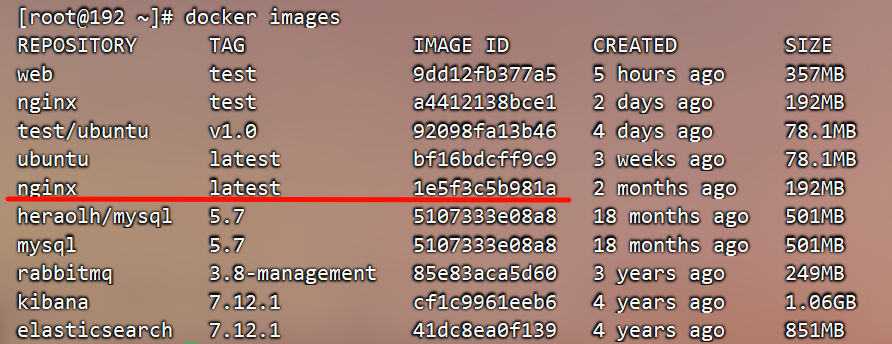 [root@192 ~]# docker images
REPOSITORY TAG IMAGE ID CREATED SIZE
web test 9dd12fb377a5 5 hours ago 357MB
nginx test a4412138bce1 2 days ago 192MB
test/ubuntu v1.0 92098fa13b46 4 days ago 78.1MB
ubuntu latest bf16bdcff9c9 3 weeks ago 78.1MB
nginx latest 1e5f3c5b981a 2 months ago 192MB
heraolh/mysql 5.7 5107333e08a8 18 months ago 501MB
mysql 5.7 5107333e08a8 18 months ago 501MB
rabbitmq 3.8-management 85e83aca5d60 3 years ago 249MB
kibana 7.12.1 cf1c9961eeb6 4 years ago 1.06GB
elasticsearch 7.12.1 41dc8ea0f139 4 years ago 851MB